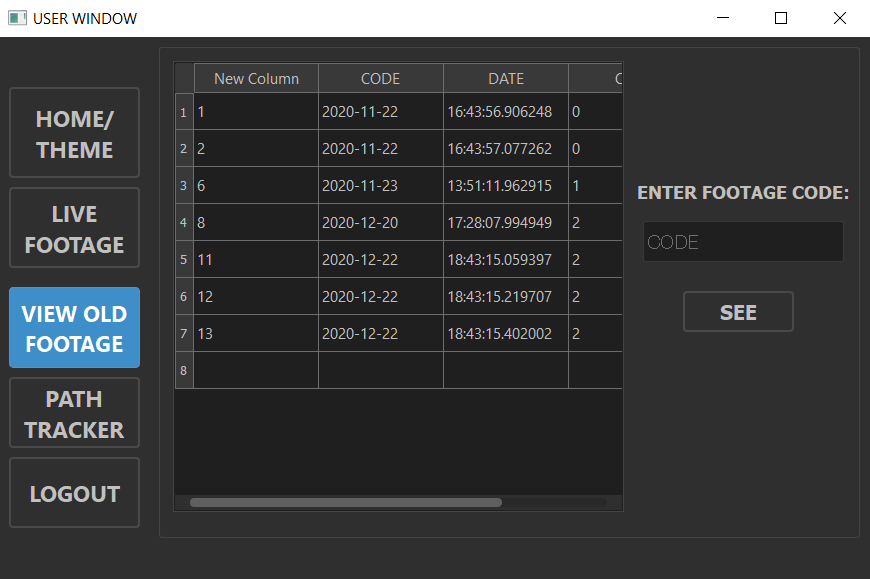 USER WINDOW
HOME/
THEME
LIVE
FOOTAGE
VIEW OLD
FOOTAGE
PATH
TRACKER
LOGOUT
New Column CODE DATE
1 1 2020-11-22 16:43:56.906248 0
2 2 2020-11-22 16:43:57.077262 0
3 6 2020-11-23 13:51:11.962915 1
4 8 2020-12-20 17:28:07.994949 2
5 11 2020-12-22 18:43:15.059397 2
6 12 2020-12-22 18:43:15.219707 2
7 13 2020-12-22 18:43:15.402002 2
8
ENTER FOOTAGE CODE:
CODE
SEE